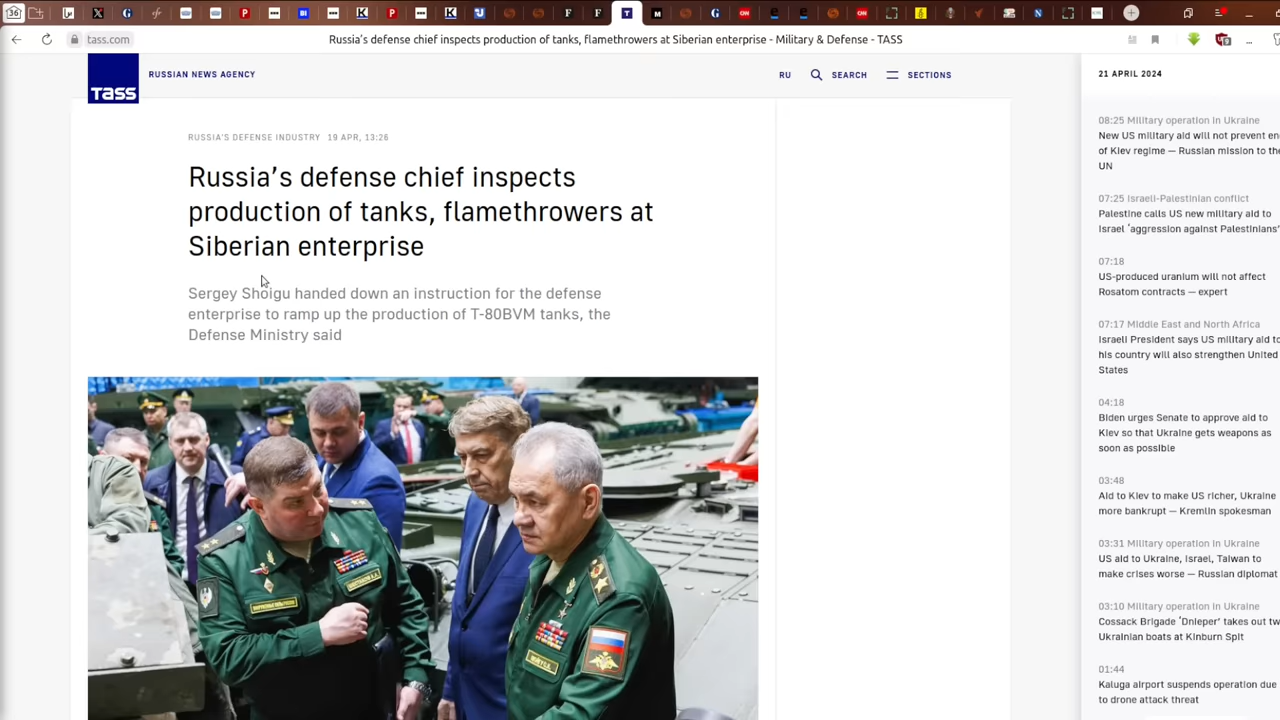 36
tass.com
Russia's defense chief inspects production of tanks, flamethrowers at Siberian enterprise - Military & Defense - TASS
TASS
RUSSIAN NEWS AGENCY
RU
SEARCH
SECTIONS
RUSSIA'S DEFENSE INDUSTRY 19 APR, 13:26
Russia's defense chief inspects
production of tanks, flamethrowers at
Siberian enterprise
Sergey Shoigu handed down an instruction for the defense
enterprise to ramp up the production of T-80BVM tanks, the
Defense Ministry said
21 APRIL 2024
08:25 Military operation in Ukraine
New US military aid will not prevent en
of Kiev regime — Russian mission to the
UN
07:25 Israeli-Palestinian conflict
Palestine calls US new military aid to
Israel 'aggression against Palestinians'
07:18
US-produced uranium will not affect
Rosatom contracts — expert
07:17 Middle East and North Africa
Israeli President says US military aid to
his country will also strengthen United
States
04:18
Biden urges Senate to approve aid to
Kiev so that Ukraine gets weapons as
soon as possible
03:48
Aid to Kiev to make US richer, Ukraine
more bankrupt — Kremlin spokesman
03:31 Military operation in Ukraine
US aid to Ukraine, Israel, Taiwan to
make crises worse — Russian diplomat
03:10 Military operation in Ukraine
Cossack Brigade 'Dnieper' takes out tw
Ukrainian boats at Kinburn Spit
01:44
Kaluga airport suspends operation due
to drone attack threat